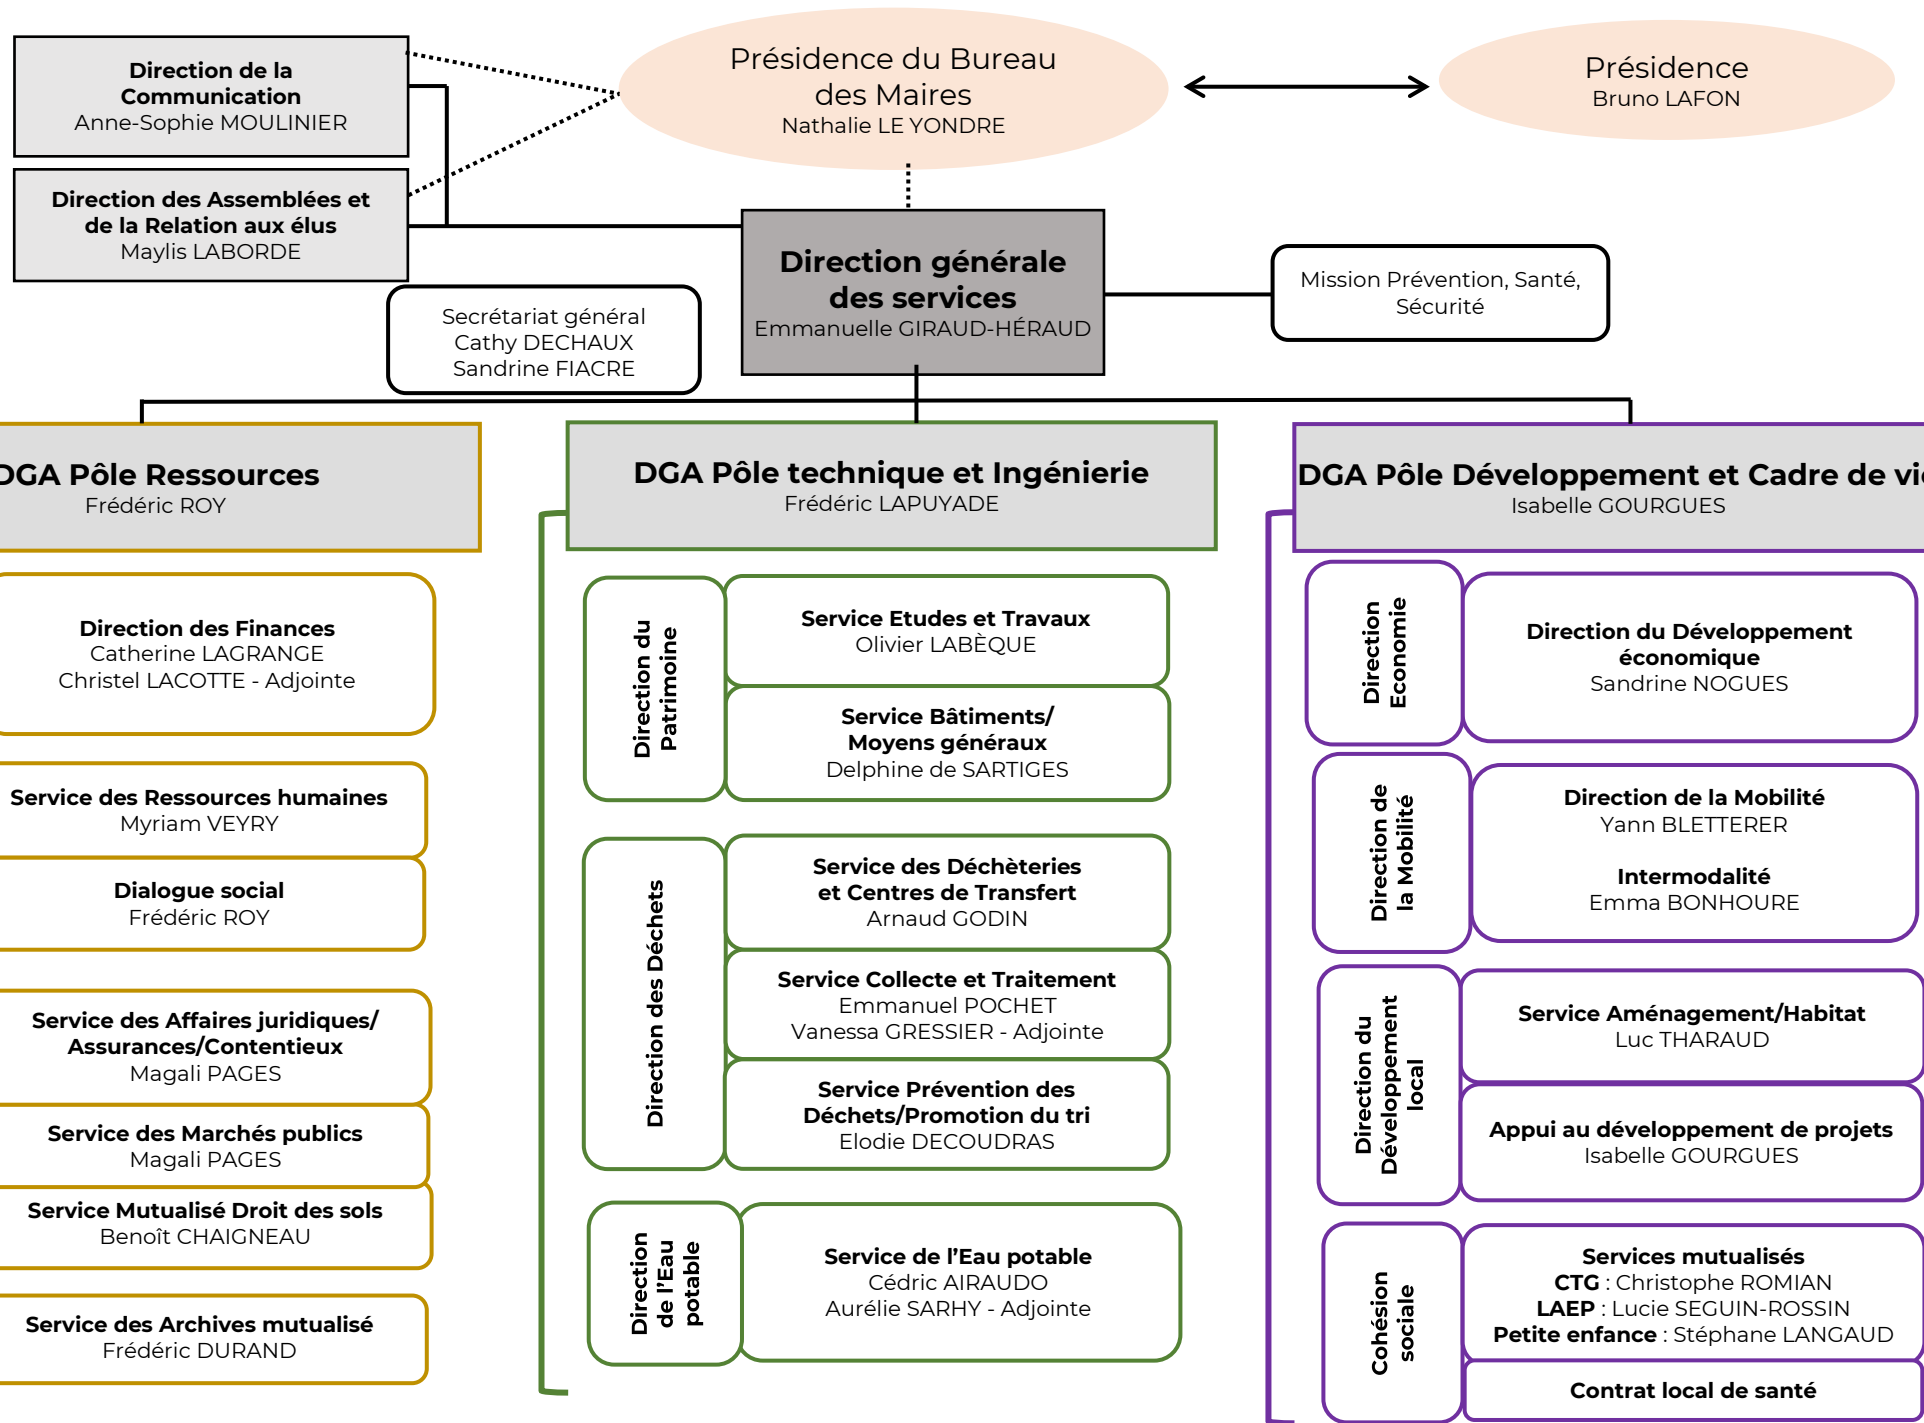 Direction de la
Communication
Anne-Sophie MOULINIER
Présidence du Bureau
des Maires
Nathalie LE YONDRE
Présidence
Bruno LAFON
Direction des Assemblées et
de la Relation aux élus
Maylis LABORDE
Direction générale
des services
Emmanuelle GIRAUD-HÉRAUD
Mission Prévention, Santé,
Sécurité
Secrétariat général
Cathy DECHAUX
Sandrine FIACRE
DGA Pôle Ressources
Frédéric ROY
Direction des Finances
Catherine LAGRANGE
Christel LACOTTE - Adjointe
Service des Ressources humaines
Myriam VEYRY
Dialogue social
Frédéric ROY
Service des Affaires juridiques/
Assurances/Contentieux
Magali PAGES
Service des Marchés publics
Magali PAGES
Service Mutualisé Droit des sols
Benoît CHAIGNEAU
Service des Archives mutualisé
Frédéric DURAND
DGA Pôle technique et Ingénierie
Frédéric LAPUYADE
Direction du
Patrimoine
Service Etudes et Travaux
Olivier LABÈQUE
Service Bâtiments/
Moyens généraux
Delphine de SARTIGES
Direction des Déchets
Service des Déchèteries
et Centres de Transfert
Arnaud GODIN
Service Collecte et Traitement
Emmanuel POCHET
Vanessa GRESSIER - Adjointe
Service Prévention des
Déchets/Promotion du tri
Elodie DECOUDRAS
Direction
de l'Eau
potable
Service de l’Eau potable
Cédric AIRAUDO
Aurélie SARHY - Adjointe
DGA Pôle Développement et Cadre de vie
Isabelle GOURGUES
Direction
Economie
Direction du Développement
économique
Sandrine NOGUES
Direction de
la Mobilité
Direction de la Mobilité
Yann BLETTERER
Intermodalité
Emma BONHOURE
Direction du
Développement
local
Service Aménagement/Habitat
Luc THARAUD
Appui au développement de projets
Isabelle GOURGUES
Cohésion
sociale
Services mutualisés
CTG : Christophe ROMIAN
LAEP : Lucie SEGUIN-ROSSIN
Petite enfance : Stéphane LANGAUD
Contrat local de santé